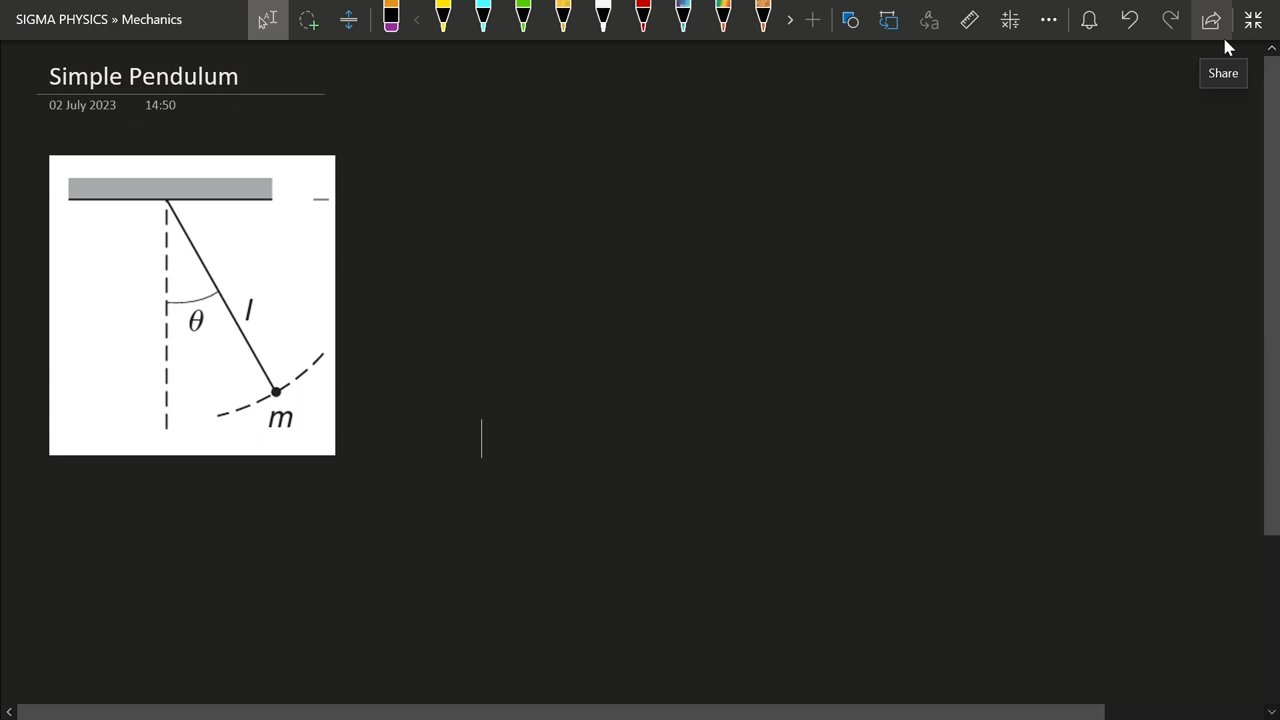 SIGMA PHYSICS » Mechanics
Share
Simple Pendulum
02 July 2023 14:50
θ
l
m